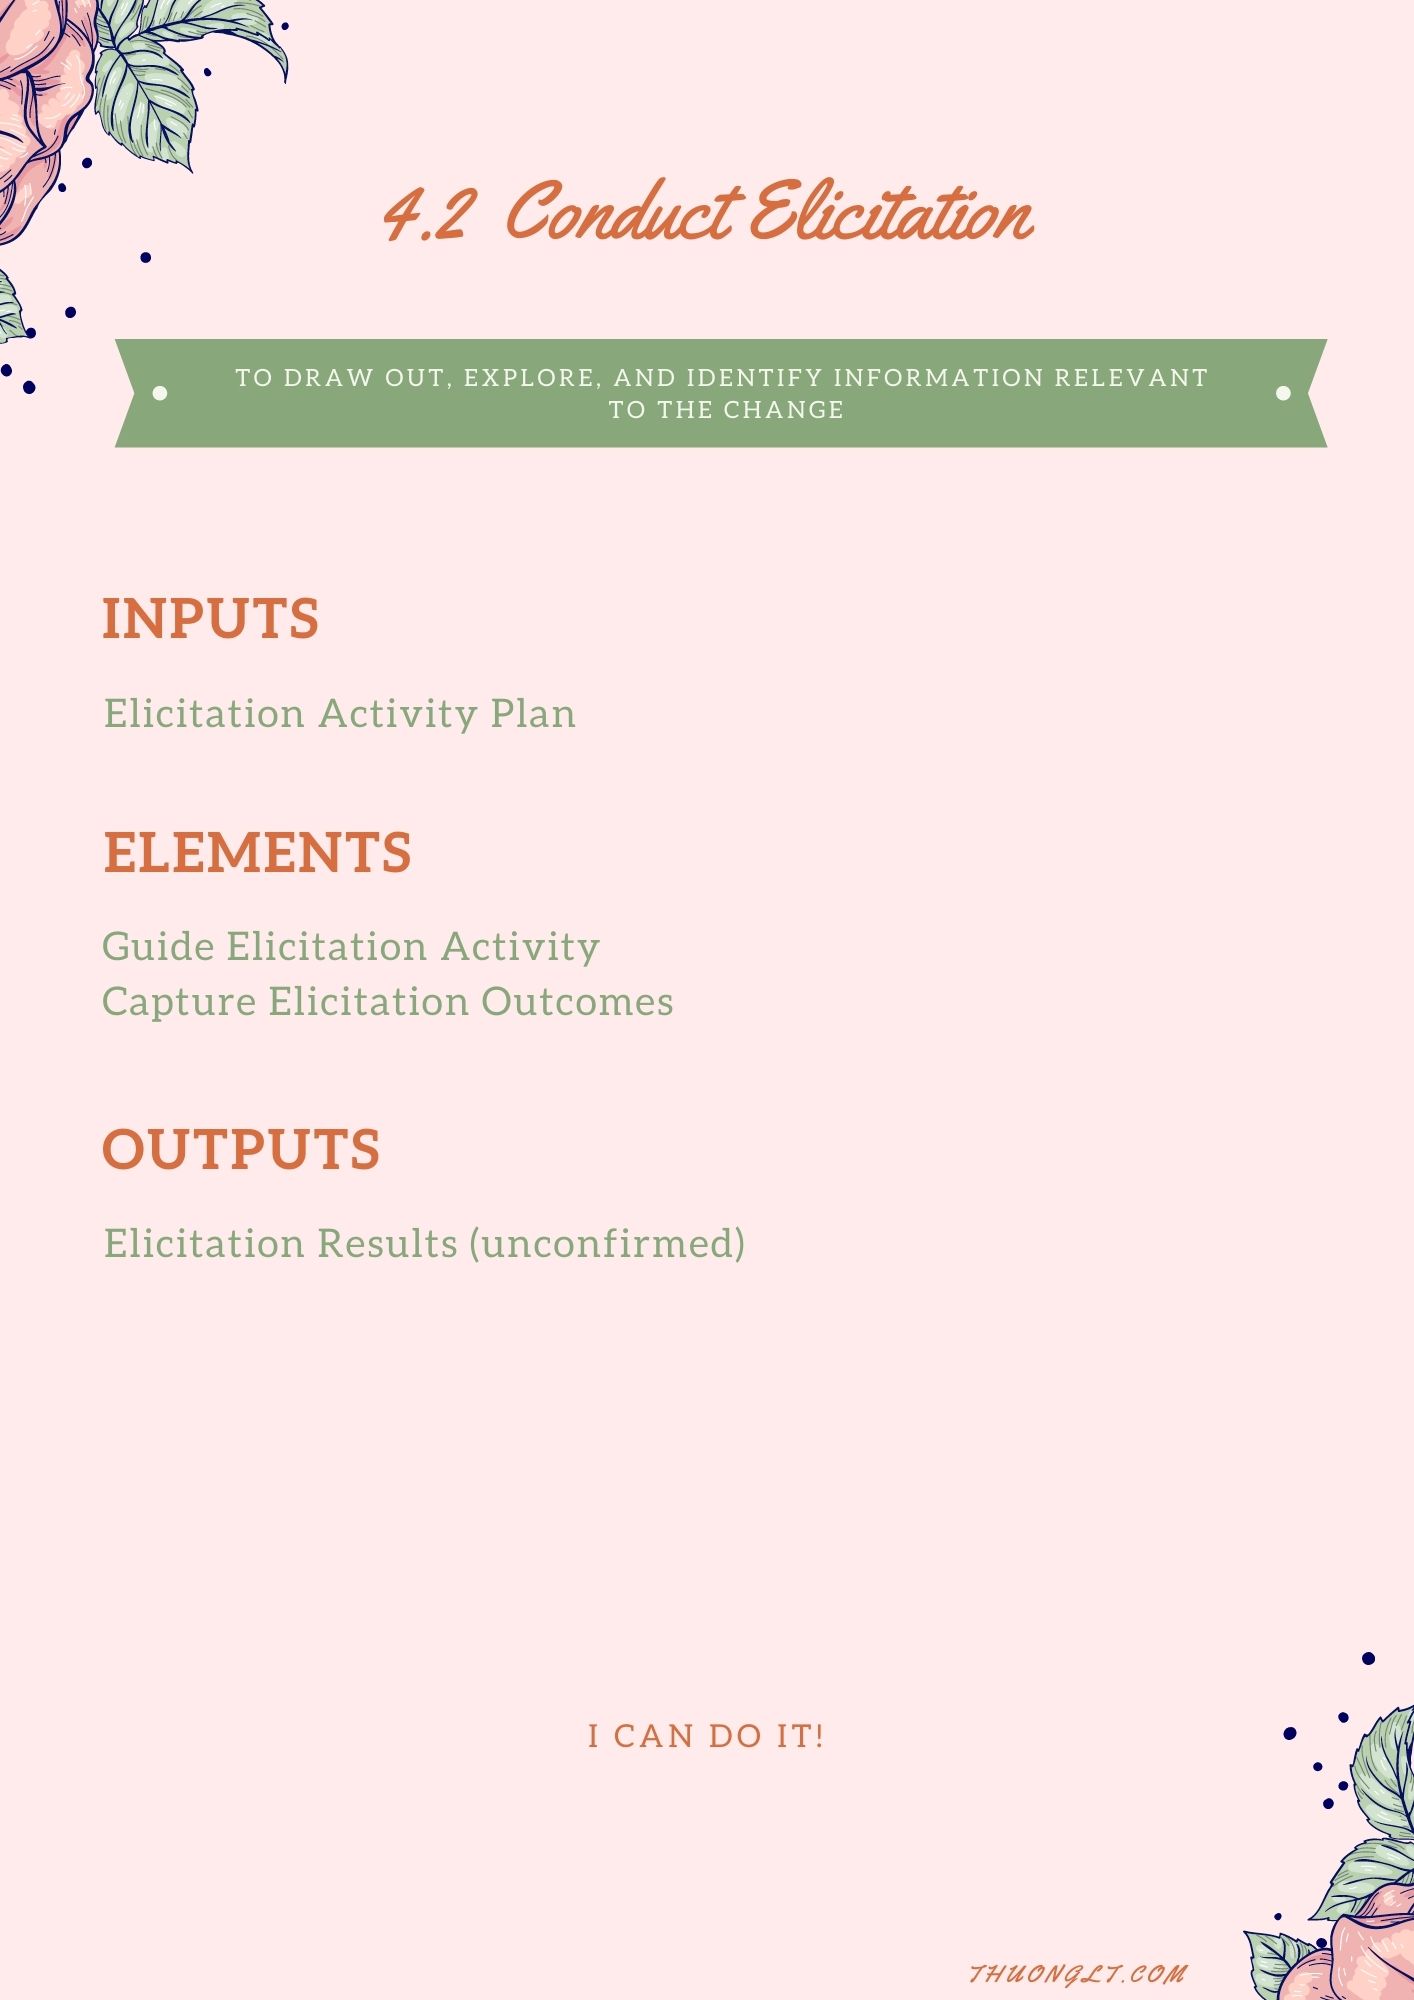 4.2 Conduct Elicitation
TO DRAW OUT, EXPLORE, AND IDENTIFY INFORMATION RELEVANT
TO THE CHANGE
INPUTS
Elicitation Activity Plan
ELEMENTS
Guide Elicitation Activity
Capture Elicitation Outcomes
OUTPUTS
Elicitation Results (unconfirmed)
I CAN DO IT!
THUONGLT.COM